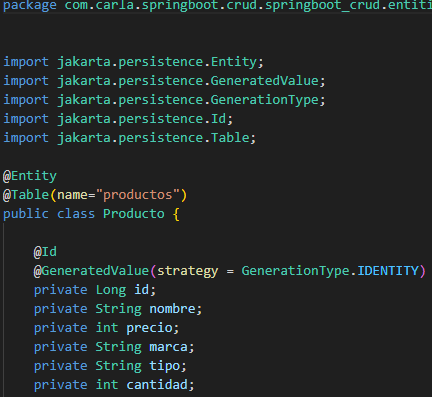 package com.carla.springboot.crud.springboot_crud.entiti
import jakarta.persistence.Entity;
import jakarta.persistence.GeneratedValue;
import jakarta.persistence.GenerationType;
import jakarta.persistence.Id;
import jakarta.persistence.Table;
@Entity
@Table(name="productos")
public class Producto {
@Id
@GeneratedValue(strategy = GenerationType.IDENTITY)
private Long id;
private String nombre;
private int precio;
private String marca;
private String tipo;
private int cantidad;